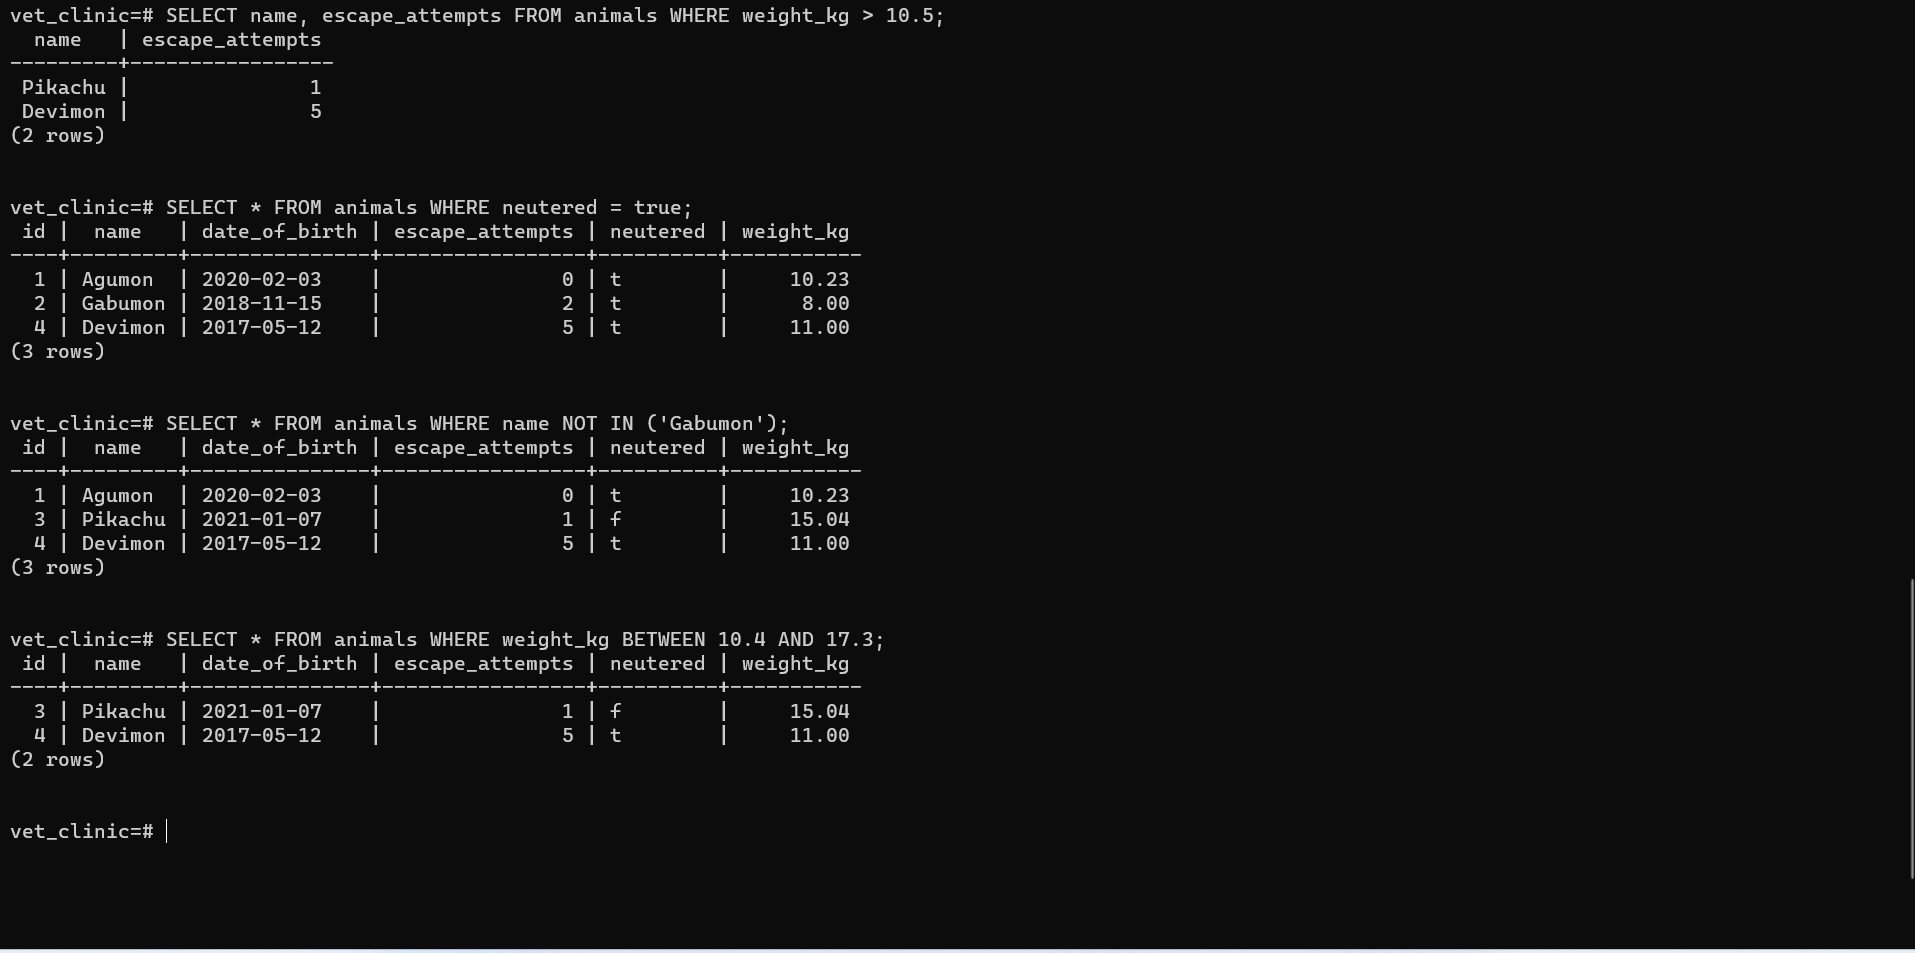 vet_clinic=# SELECT name, escape_attempts FROM animals WHERE weight_kg > 10.5;
  name   | escape_attempts
---------+-----------------
 Pikachu |               1
 Devimon |               5
(2 rows)
vet_clinic=# SELECT * FROM animals WHERE neutered = true;
 id |  name   | date_of_birth | escape_attempts | neutered | weight_kg
----+---------+---------------+-----------------+----------+-----------
  1 | Agumon  | 2020-02-03    |               0 | t        |     10.23
  2 | Gabumon | 2018-11-15    |               2 | t        |      8.00
  4 | Devimon | 2017-05-12    |               5 | t        |     11.00
(3 rows)
vet_clinic=# SELECT * FROM animals WHERE name NOT IN ('Gabumon');
 id |  name   | date_of_birth | escape_attempts | neutered | weight_kg
----+---------+---------------+-----------------+----------+-----------
  1 | Agumon  | 2020-02-03    |               0 | t        |     10.23
  3 | Pikachu | 2021-01-07    |               1 | f        |     15.04
  4 | Devimon | 2017-05-12    |               5 | t        |     11.00
(3 rows)
vet_clinic=# SELECT * FROM animals WHERE weight_kg BETWEEN 10.4 AND 17.3;
 id |  name   | date_of_birth | escape_attempts | neutered | weight_kg
----+---------+---------------+-----------------+----------+-----------
  3 | Pikachu | 2021-01-07    |               1 | f        |     15.04
  4 | Devimon | 2017-05-12    |               5 | t        |     11.00
(2 rows)
vet_clinic=#